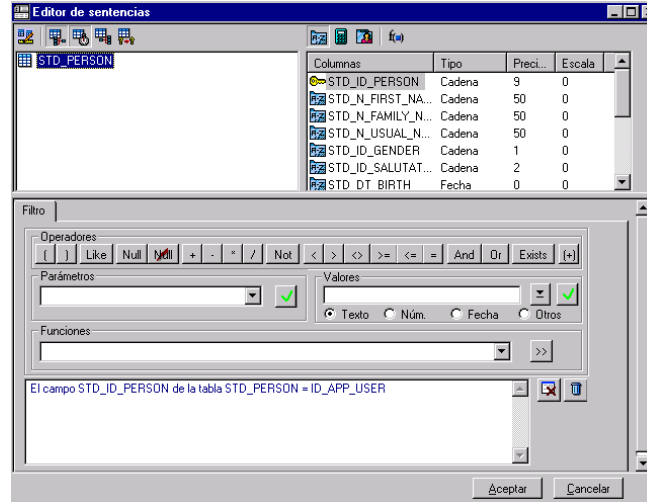 Editor de sentencias
STD_PERSON
Columnas Tipo Preci... Escala
STD_ID_PERSON Cadena 9 0
STD_N_FIRST_NA... Cadena 50 0
STD_N_FAMILY_N... Cadena 50 0
STD_N_USUAL_N... Cadena 50 0
STD_ID_GENDER Cadena 1 0
STD_ID_SALUTAT... Cadena 2 0
STD_DT_BIRTH Fecha 0 0
Filtro
Operadores
( ) Like Null Null + - * / Not < > <> >= <= = And Or Exists (+)
Parámetros
Valores
Texto Núm. Fecha Otros
Funciones
>>
El campo STD_ID_PERSON de la tabla STD_PERSON = ID_APP_USER
Aceptar Cancelar